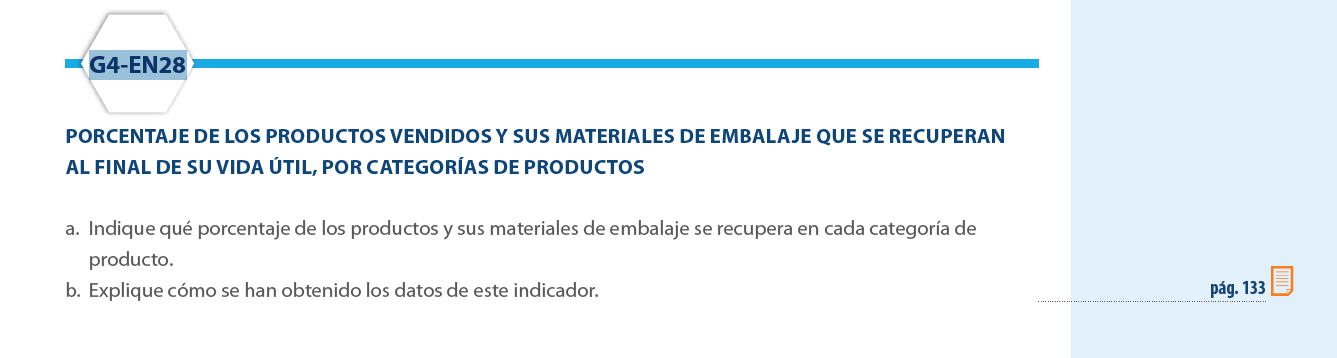 G4-EN28
PORCENTAJE DE LOS PRODUCTOS VENDIDOS Y SUS MATERIALES DE EMBALAJE QUE SE RECUPERAN
AL FINAL DE SU VIDA ÚTIL, POR CATEGORÍAS DE PRODUCTOS
a. Indique qué porcentaje de los productos y sus materiales de embalaje se recupera en cada categoría de
producto.
b. Explique cómo se han obtenido los datos de este indicador.
pág. 133